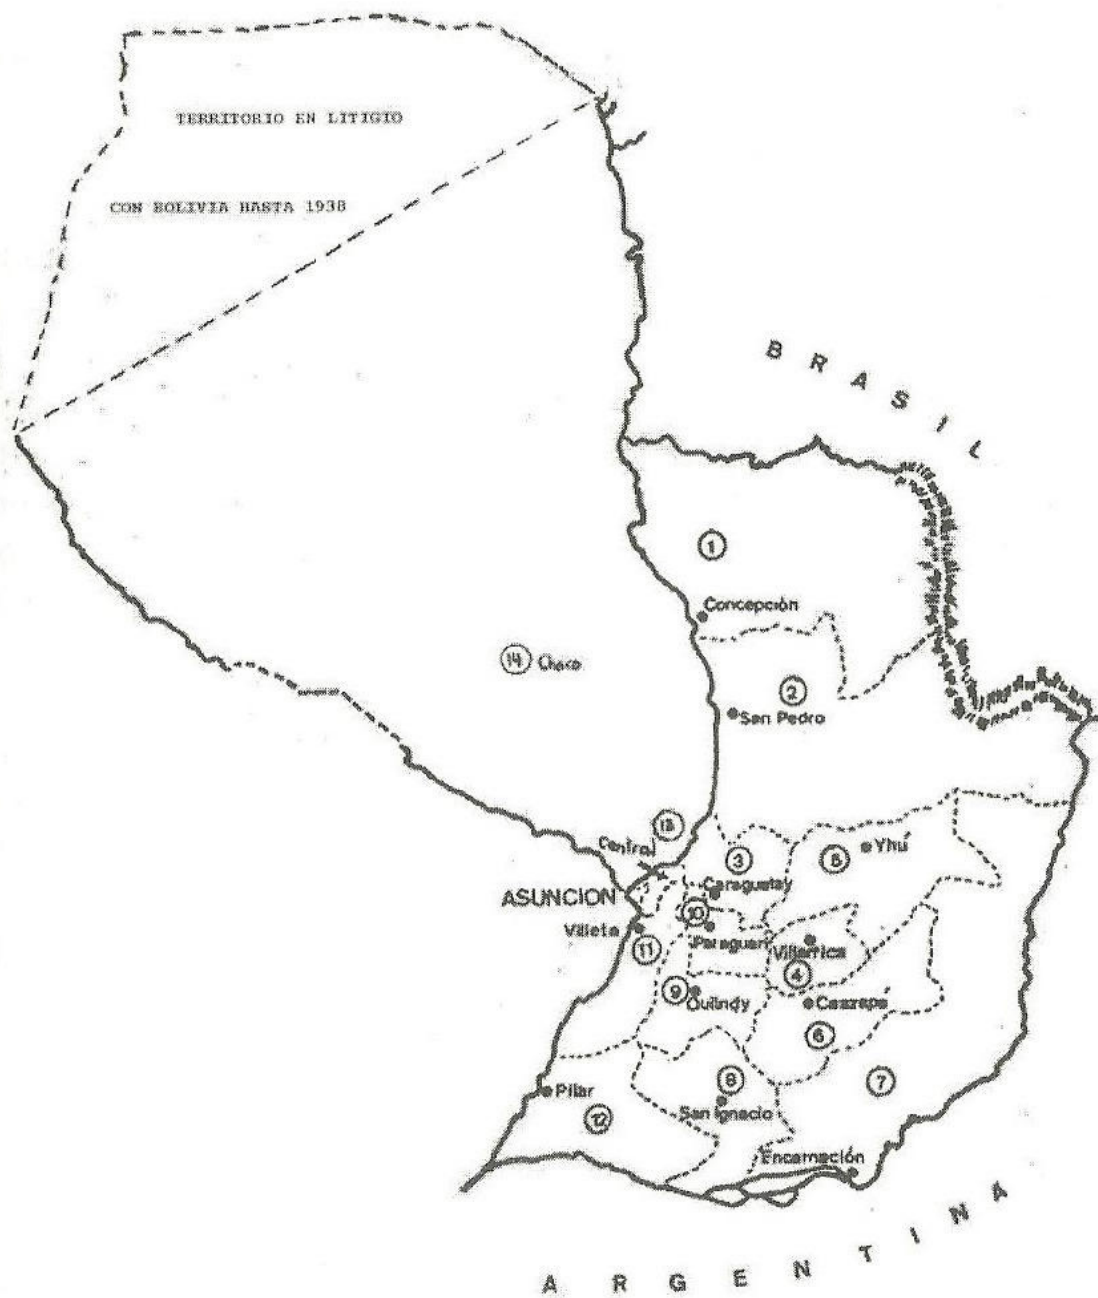 TERRITORIO EN LITIGIO
CON BOLIVIA HASTA 1938
BRASIL
1
Concepción
14 Chaco
2
San Pedro
13
Central
3
5
Yhú
Caraguatay
ASUNCION
10
Villeta
Paraguarí
Villarrica
11
4
9
Quiindy
Caazapá
6
8
7
Pilar
San Ignacio
12
Encarnación
ARGENTINA